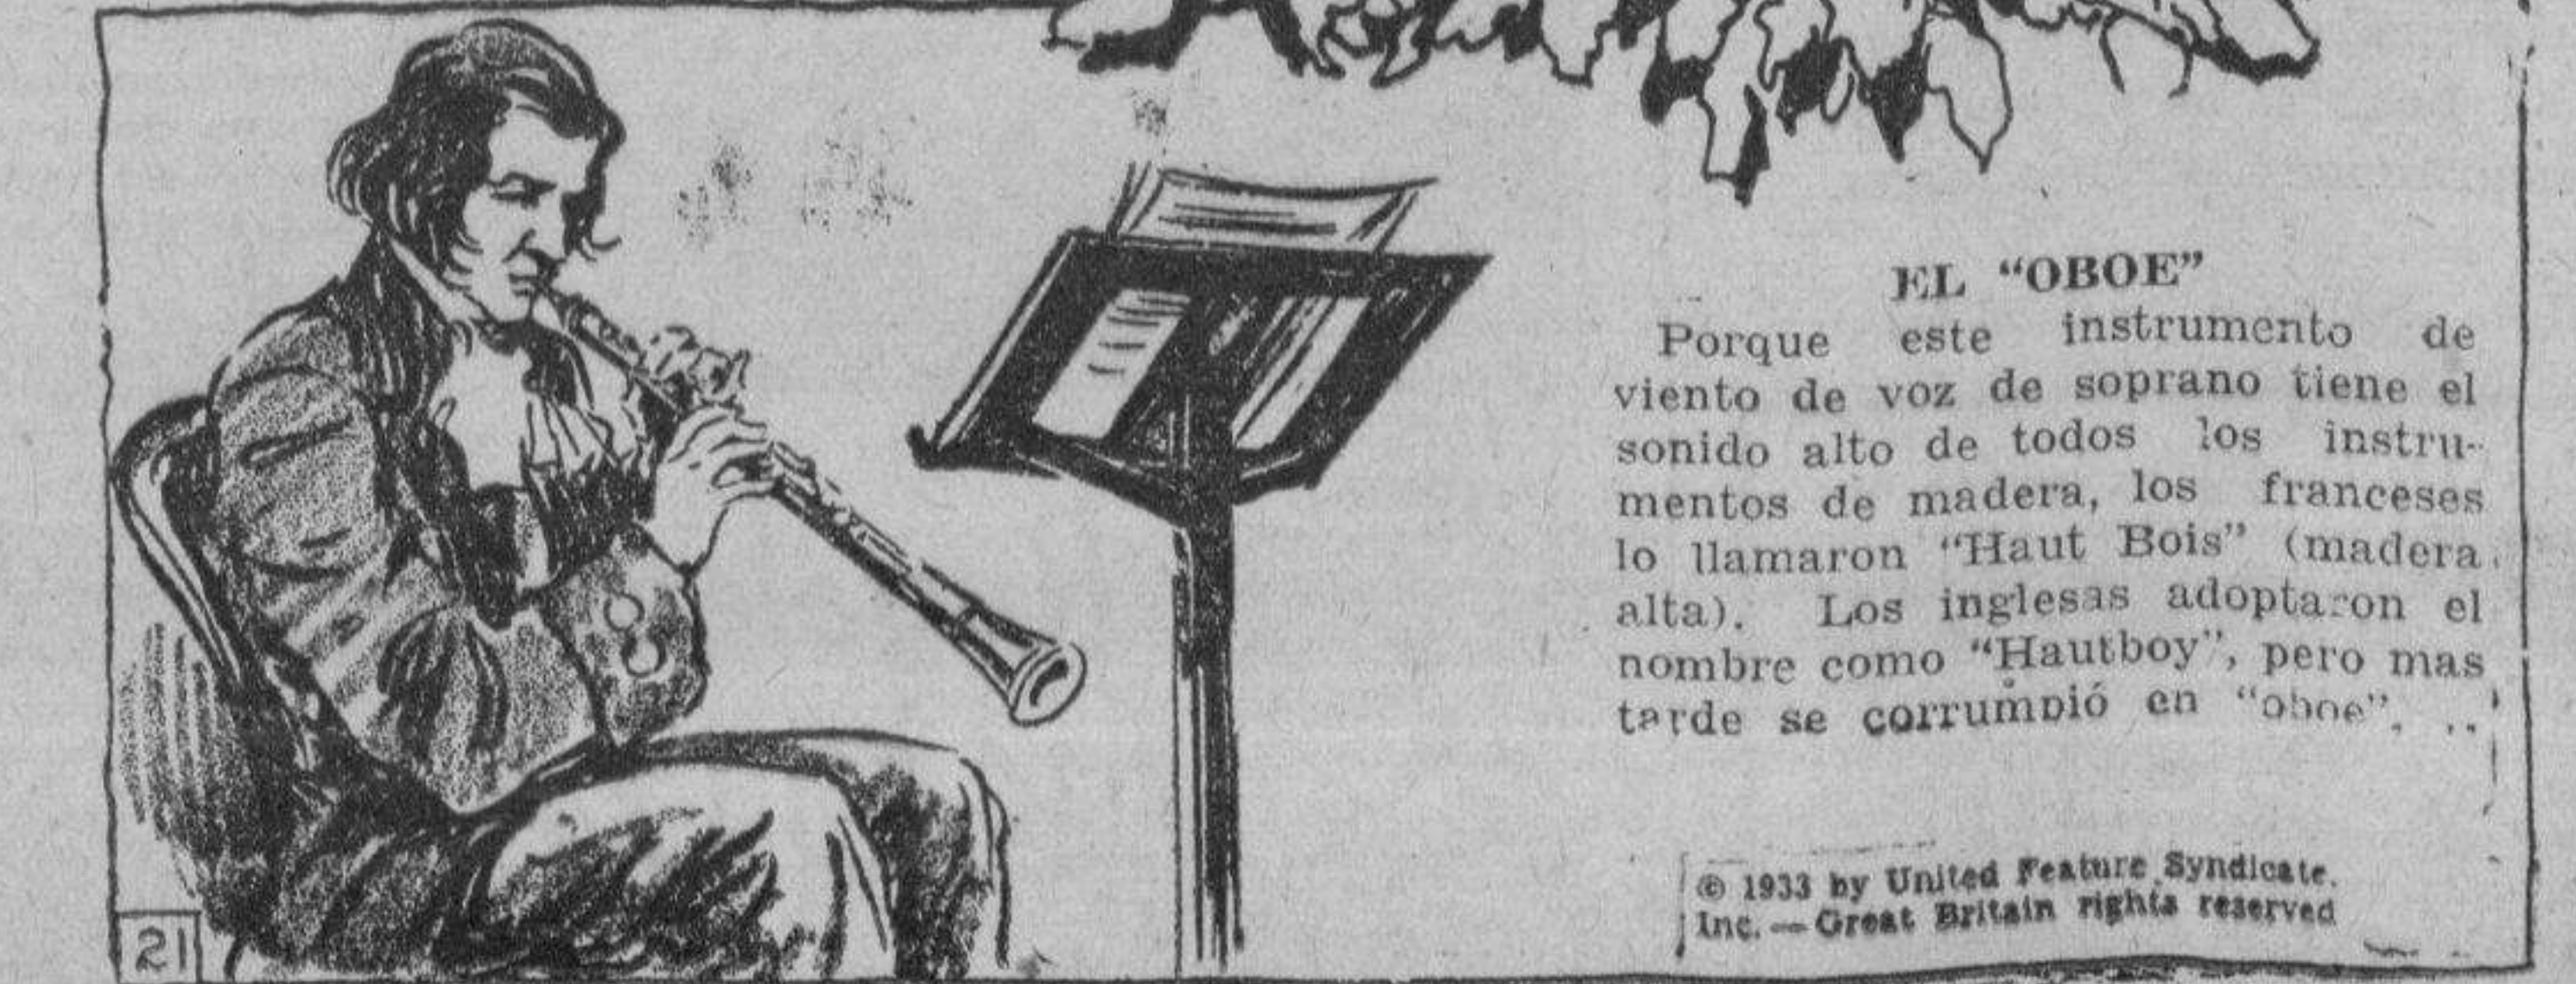 EL "OBOE"
Porque este instrumento de
viento de voz de soprano tiene el
sonido alto de todos los instru-
mentos de madera, los franceses
lo llamaron "Haut Bois" (madera
alta). Los inglesas adoptaron el
nombre como "Hautboy", pero mas
tarde se corrumpió en "oboe". ..
© 1933 by United Feature Syndicate,
Inc. — Great Britain rights reserved
21